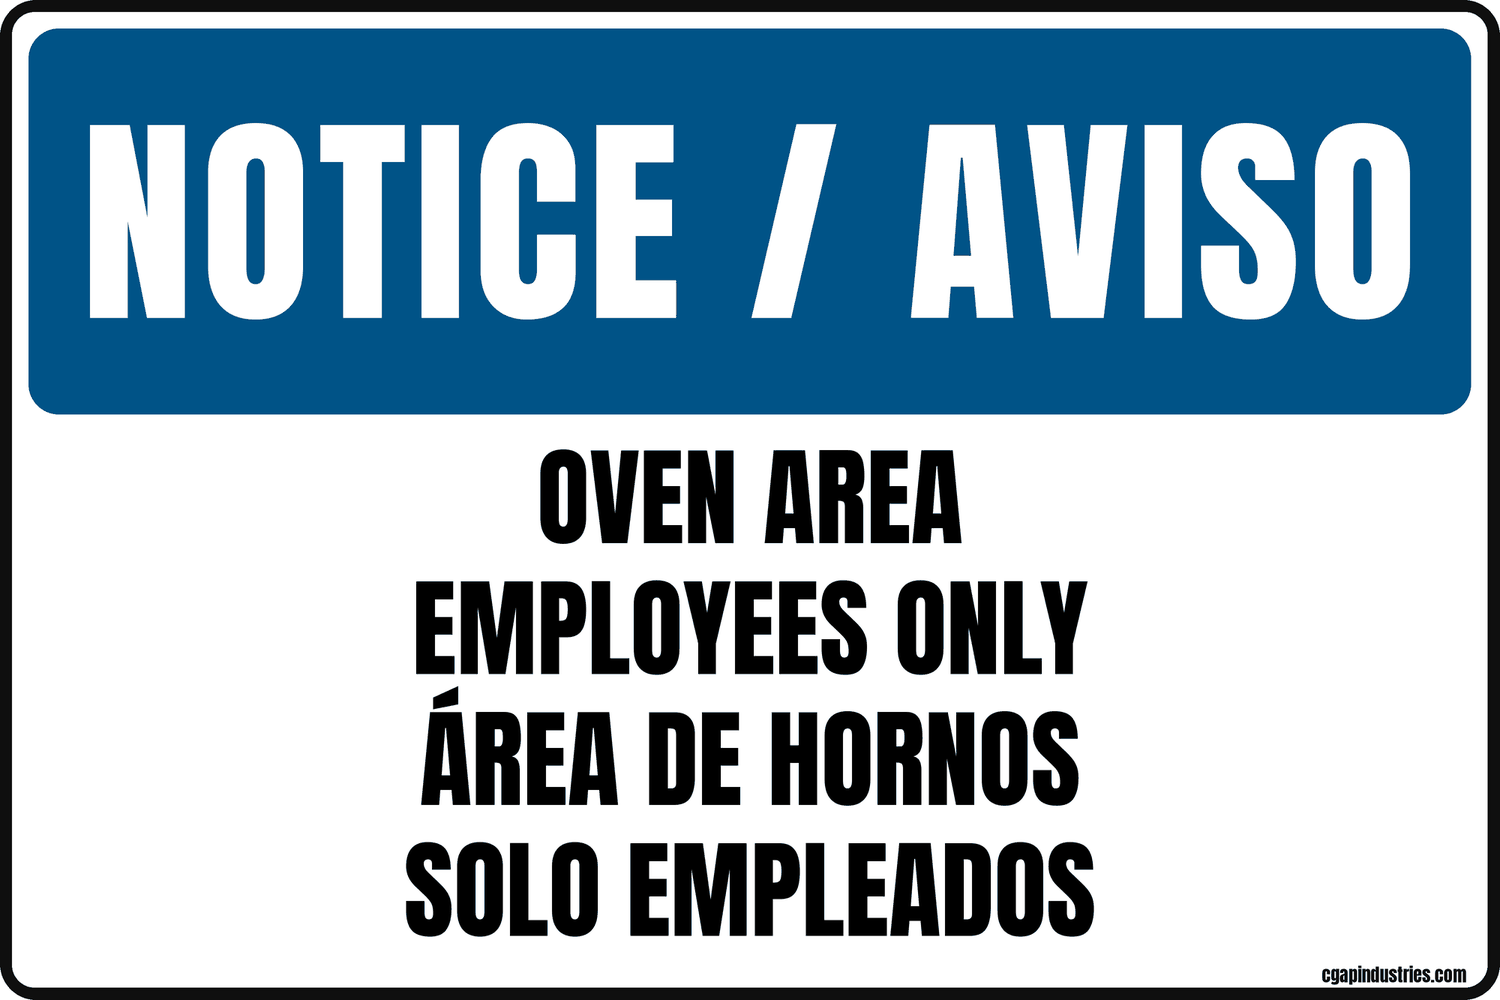 NOTICE / AVISO
OVEN AREA
EMPLOYEES ONLY
ÁREA DE HORNOS
SOLO EMPLEADOS
cgapindustries.com